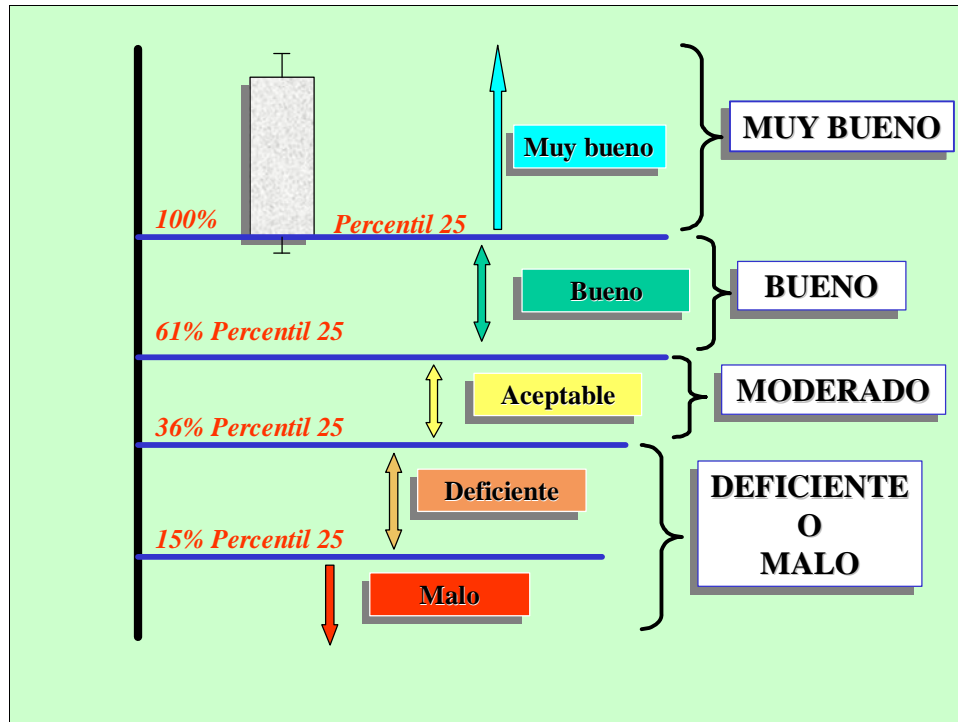 Muy bueno
MUY BUENO
100% Percentil 25
Bueno
BUENO
61% Percentil 25
Aceptable
MODERADO
36% Percentil 25
Deficiente
DEFICIENTE
O
MALO
15% Percentil 25
Malo